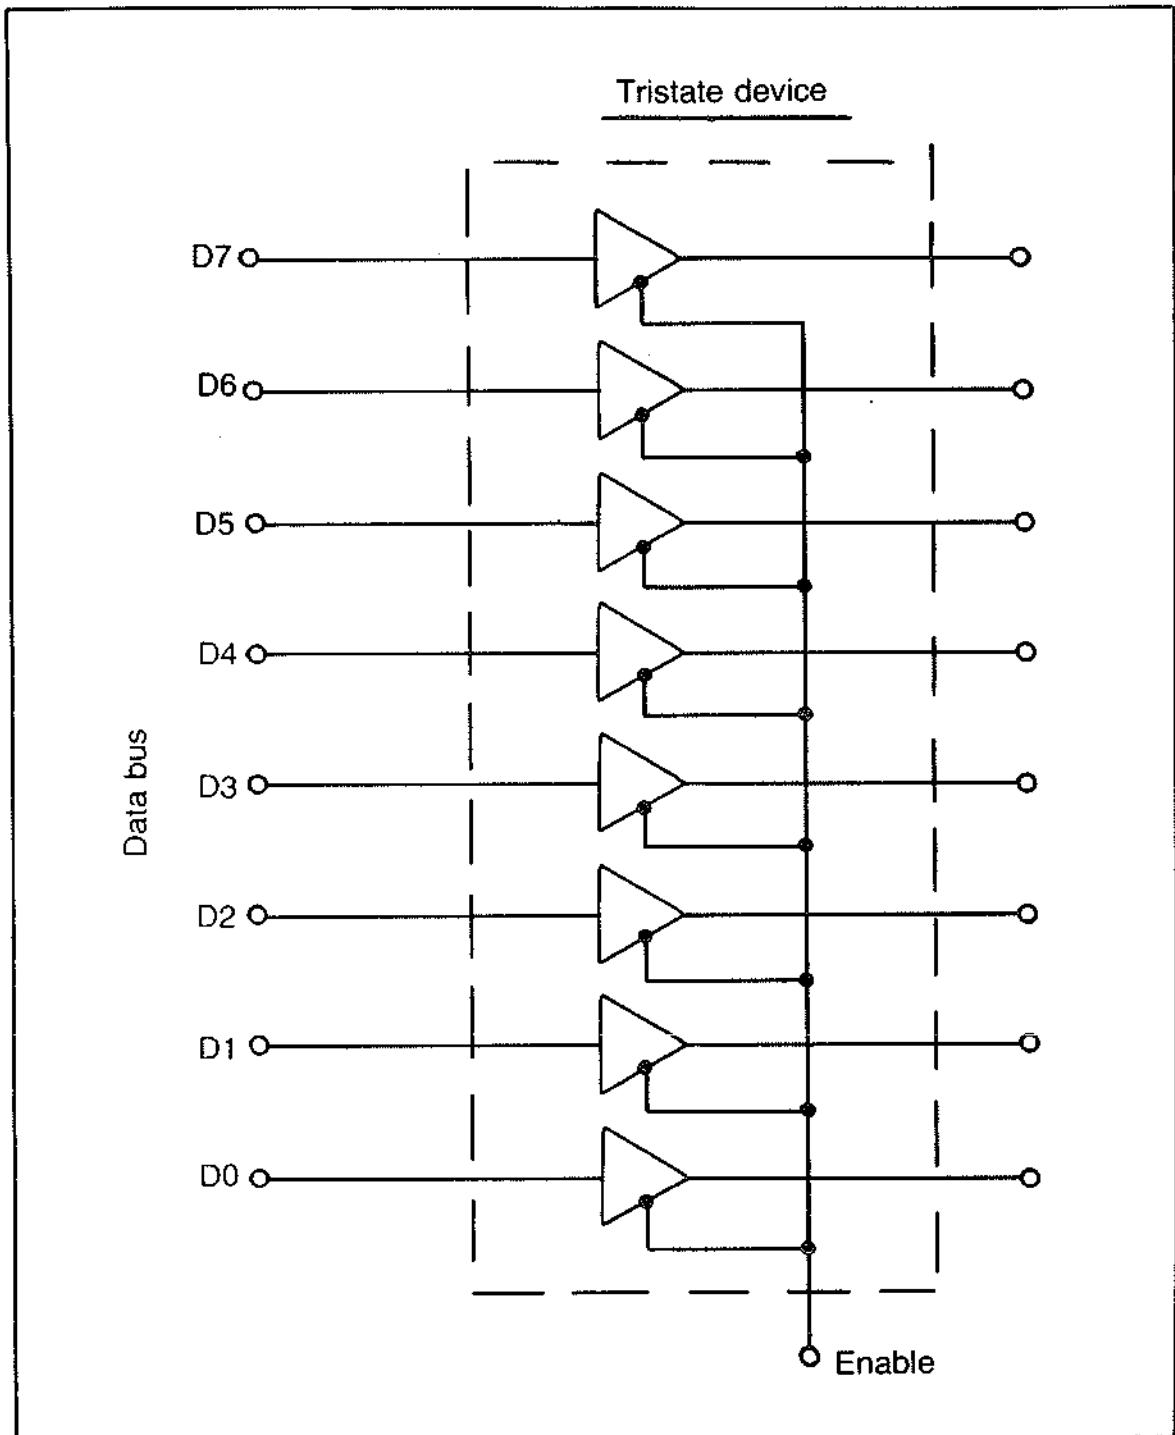 Tristate device
D7
D6
D5
D4
Data bus
D3
D2
D1
D0
Enable